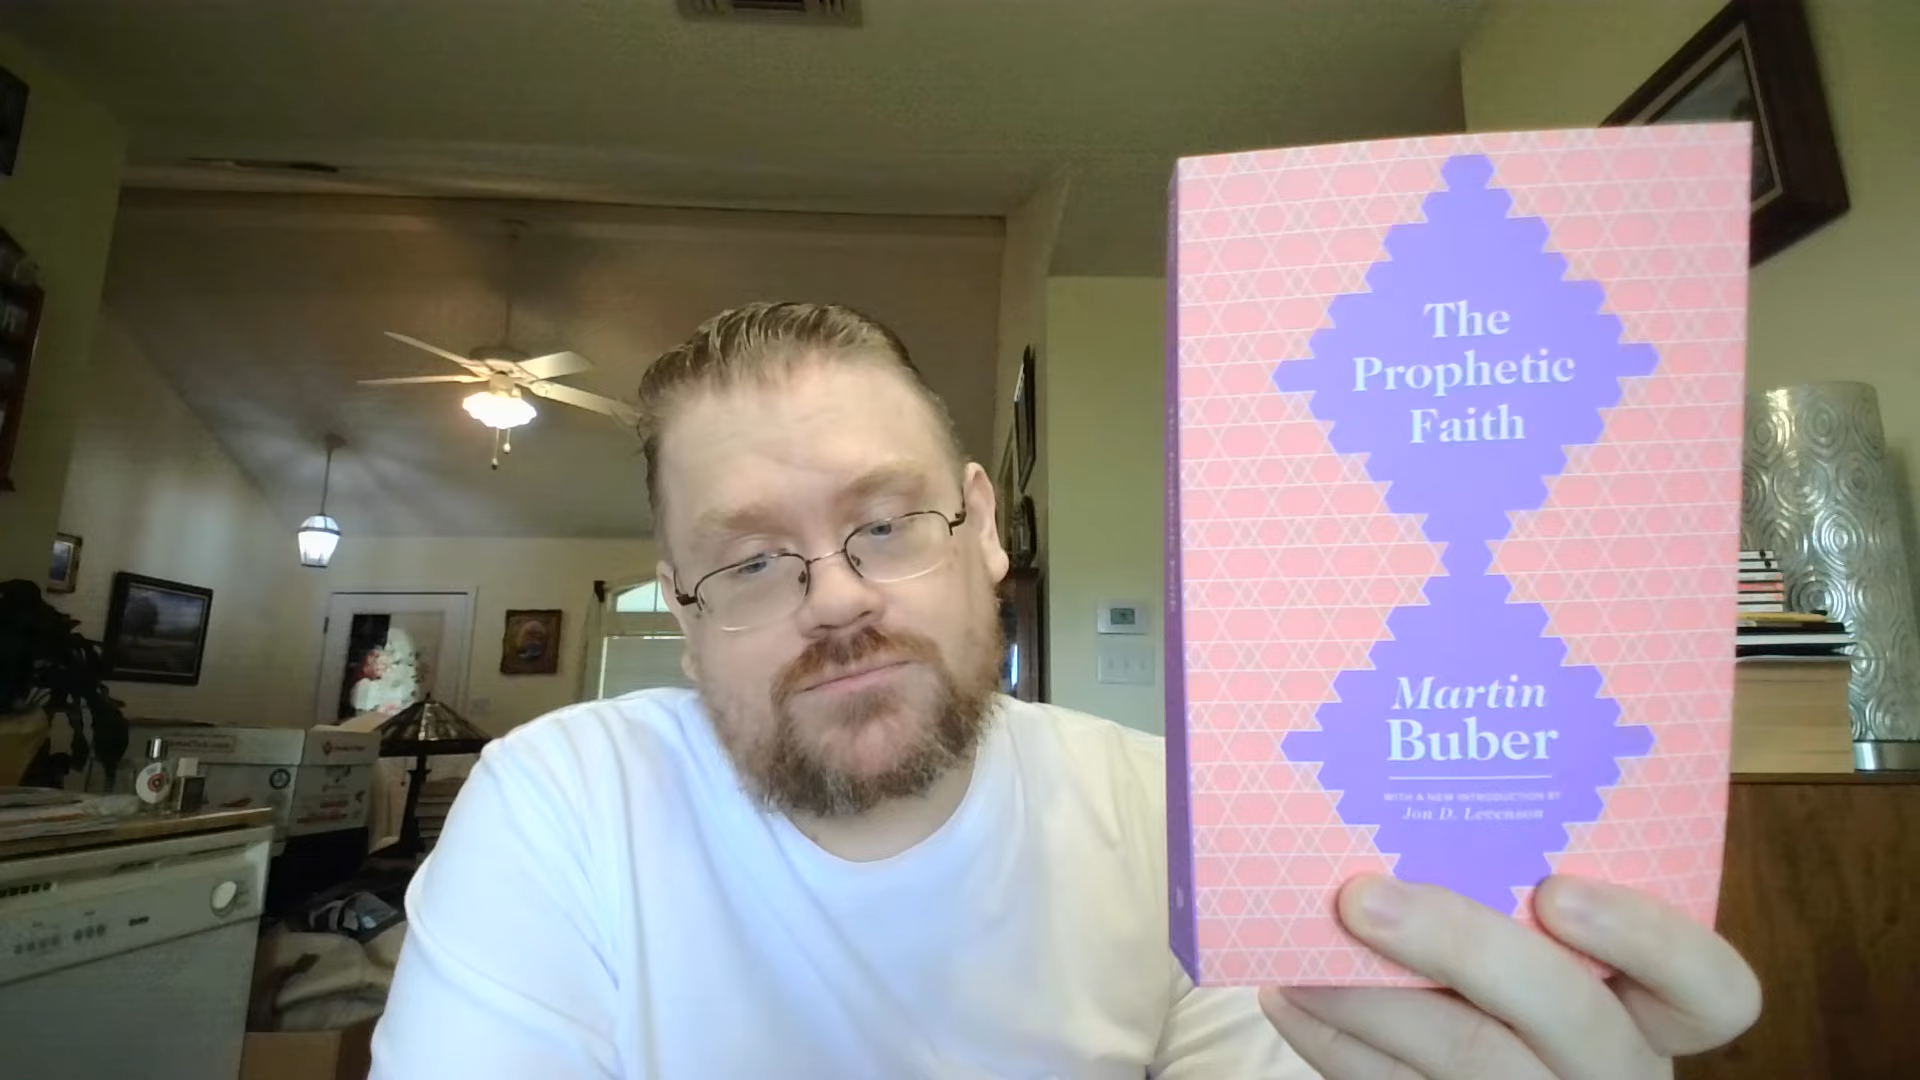 The
Prophetic
Faith
Martin
Buber
WITH A NEW INTRODUCTION BY
Jon D. Levenson